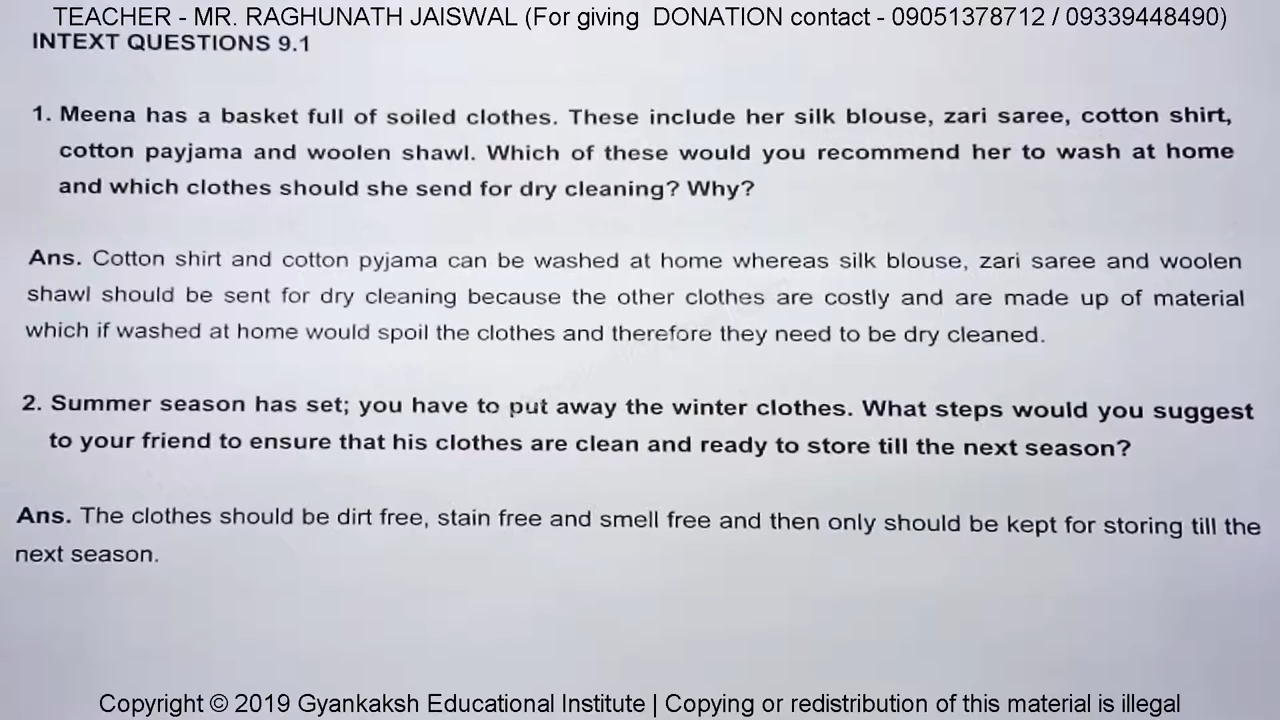 TEACHER - MR. RAGHUNATH JAISWAL (For giving DONATION contact - 09051378712 / 09339448490)
INTEXT QUESTIONS 9.1
1. Meena has a basket full of soiled clothes. These include her silk blouse, zari saree, cotton shirt,
cotton payjama and woolen shawl. Which of these would you recommend her to wash at home
and which clothes should she send for dry cleaning? Why?
Ans. Cotton shirt and cotton pyjama can be washed at home whereas silk blouse, zari saree and woolen
shawl should be sent for dry cleaning because the other clothes are costly and are made up of material
which if washed at home would spoil the clothes and therefore they need to be dry cleaned.
2. Summer season has set; you have to put away the winter clothes. What steps would you suggest
to your friend to ensure that his clothes are clean and ready to store till the next season?
Ans. The clothes should be dirt free, stain free and smell free and then only should be kept for storing till the
next season.
Copyright © 2019 Gyankaksh Educational Institute | Copying or redistribution of this material is illegal